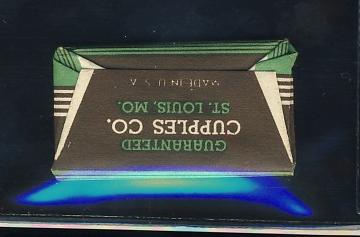 GUARANTEED
CUPPLES CO.
ST. LOUIS, MO.
MADE IN U.S.A.